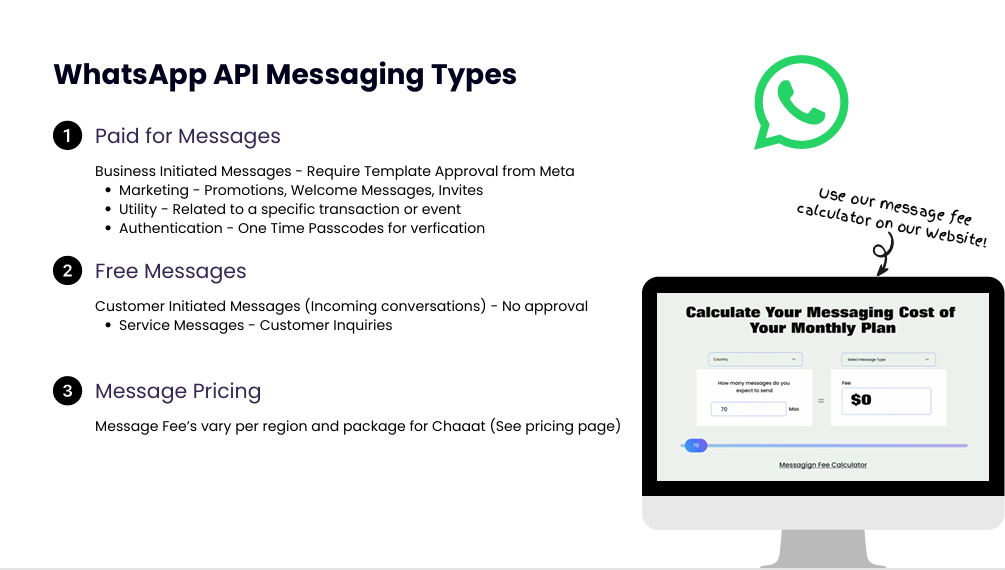 WhatsApp API Messaging Types
1 Paid for Messages
Business Initiated Messages - Require Template Approval from Meta
• Marketing - Promotions, Welcome Messages, Invites
• Utility - Related to a specific transaction or event
• Authentication - One Time Passcodes for verfication
2 Free Messages
Customer Initiated Messages (Incoming conversations) - No approval
• Service Messages - Customer Inquiries
3 Message Pricing
Message Fee's vary per region and package for Chaaat (See pricing page)
Use our message fee
calculator on our Website!
Calculate Your Messaging Cost of
Your Monthly Plan
Country
Select Message Type
How many messages do you
expect to send
70 Max
=
Fee
$0
70
Messagign Fee Calculator